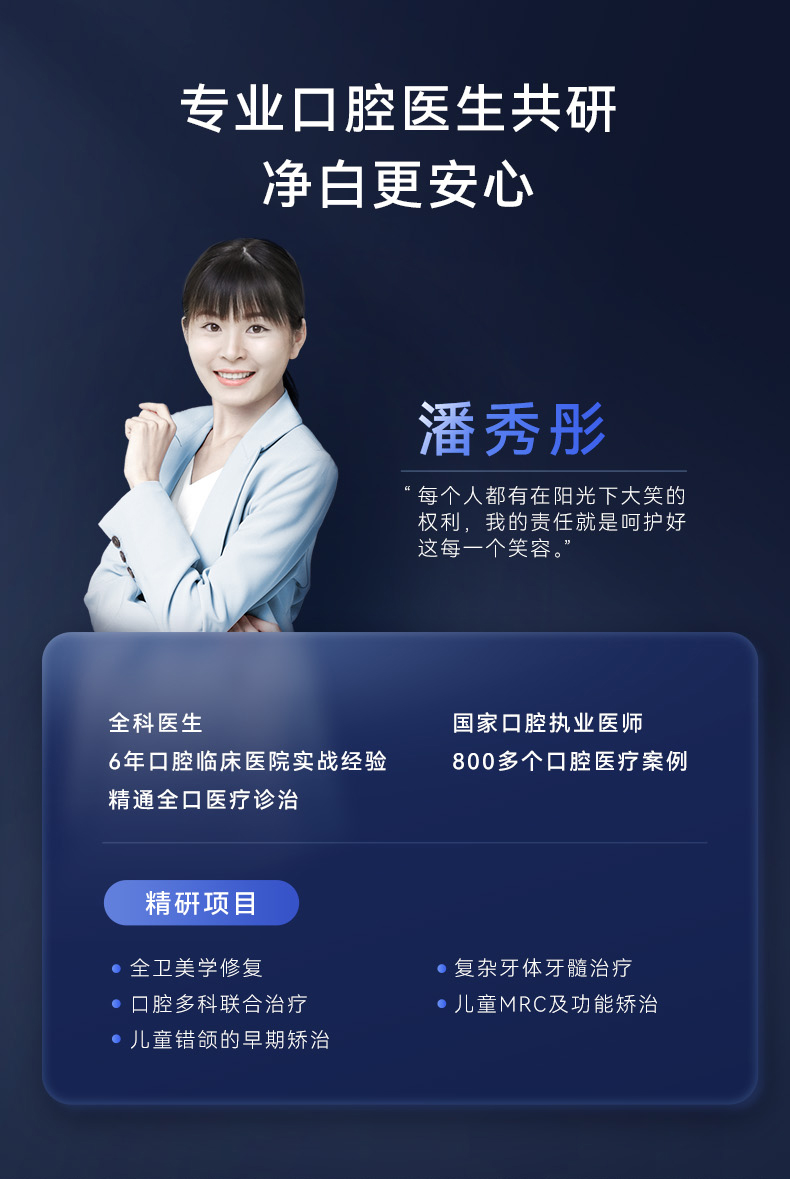 专业口腔医生共研
净白更安心
潘秀彤
“每个人都有在阳光下大笑的
权利，我的责任就是呵护好
这每一个笑容。”
全科医生
国家口腔执业医师
6年口腔临床医院实战经验
800多个口腔医疗案例
精通全口医疗诊治
精研项目
全卫美学修复
复杂牙体牙髓治疗
口腔多科联合治疗
儿童MRC及功能矫治
儿童错颌的早期矫治